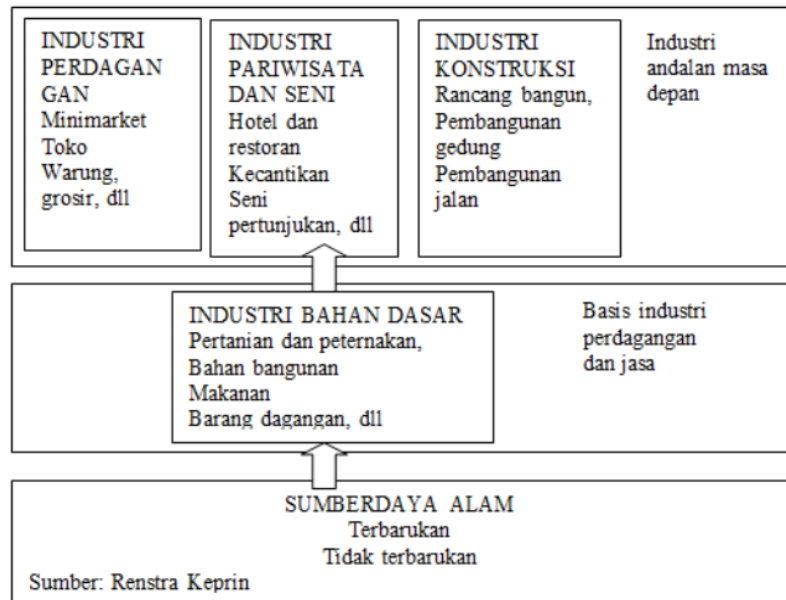 INDUSTRI
PERDAGAN
GAN
Minimarket
Toko
Warung,
grosir, dll
INDUSTRI
PARIWISATA
DAN SENI
Hotel dan
restoran
Kecantikan
Seni
pertunjukan, dll
INDUSTRI
KONSTRUKSI
Rancang bangun,
Pembangunan
gedung
Pembangunan
jalan
Industri
andalan masa
depan
INDUSTRI BAHAN DASAR
Pertanian dan peternakan,
Bahan bangunan
Makanan
Barang dagangan, dll
Basis industri
perdagangan
dan jasa
SUMBERDAYA ALAM
Terbarukan
Tidak terbarukan
Sumber: Renstra Keprin